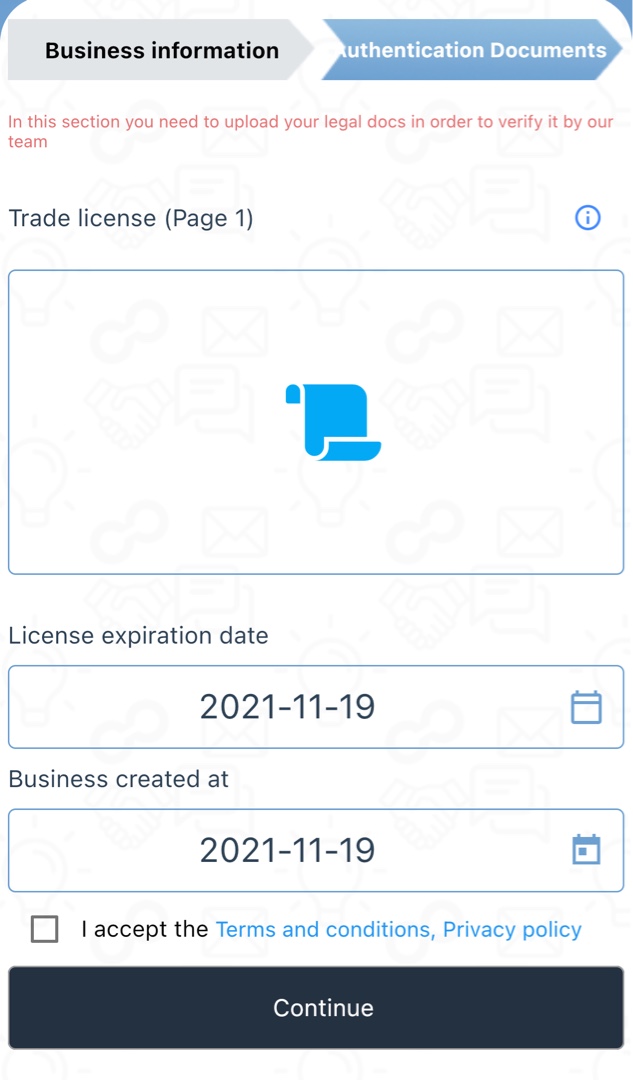 Business information
Authentication Documents
In this section you need to upload your legal docs in order to verify it by our
team
Trade license (Page 1)
License expiration date
2021-11-19
Business created at
2021-11-19
I accept the Terms and conditions, Privacy policy
Continue